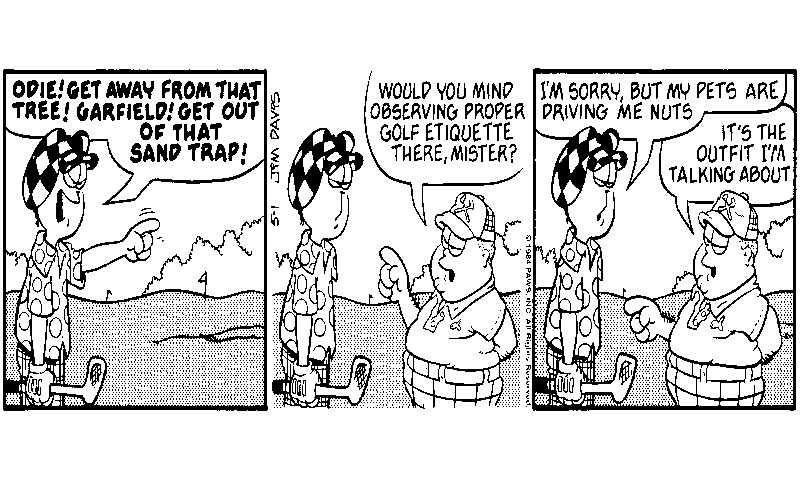 ODIE! GET AWAY FROM THAT
TREE! GARFIELD! GET OUT
OF THAT
SAND TRAP!
5-1 JIM DAVIS
WOULD YOU MIND
OBSERVING PROPER
GOLF ETIQUETTE
THERE, MISTER?
© 1984 PAWS, INC. All Rights Reserved
I'M SORRY, BUT MY PETS ARE
DRIVING ME NUTS
IT'S THE
OUTFIT I'M
TALKING ABOUT